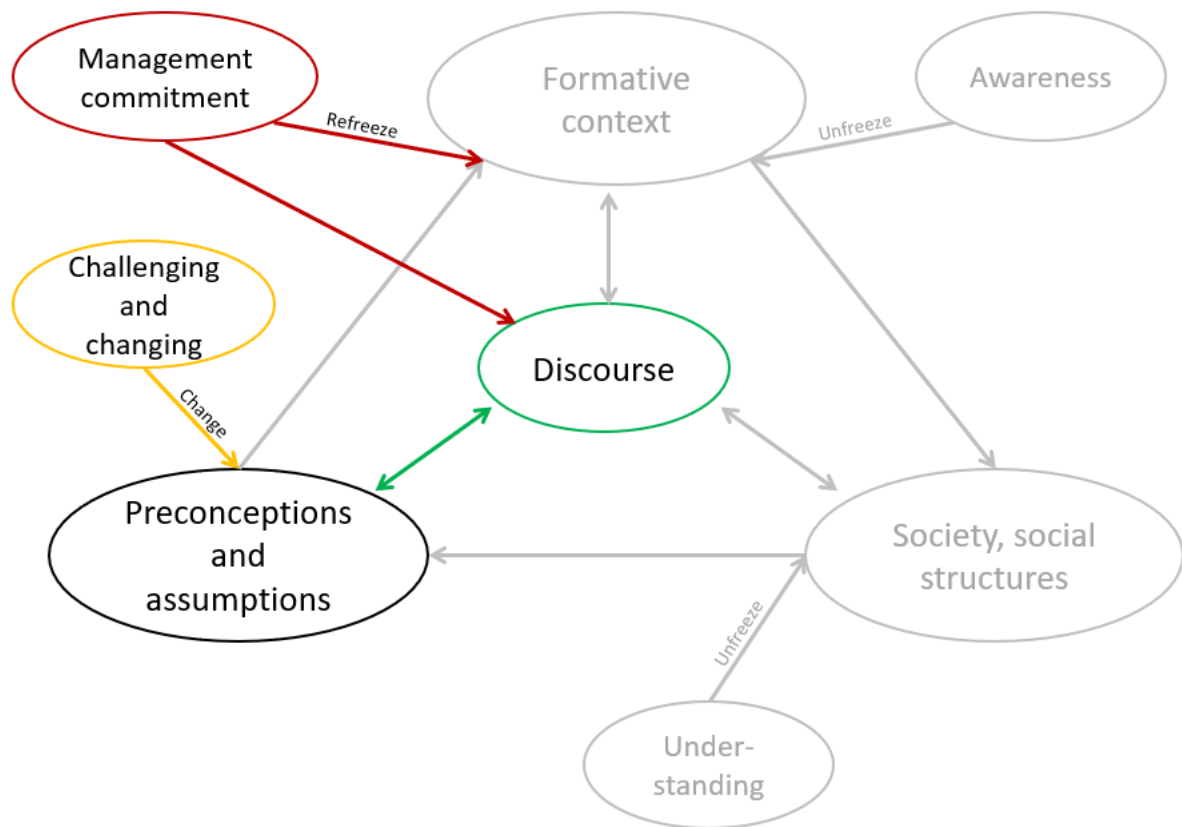 Management
commitment
Formative
context
Awareness
Refreeze
Unfreeze
Challenging
and
changing
Discourse
Change
Preconceptions
and
assumptions
Society, social
structures
Unfreeze
Under-
standing